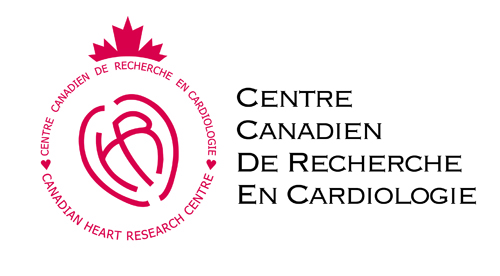 CENTRE CANADIEN DE RECHERCHE EN CARDIOLOGIE
CANADIAN HEART RESEARCH CENTRE
CENTRE
CANADIEN
DE RECHERCHE
EN CARDIOLOGIE